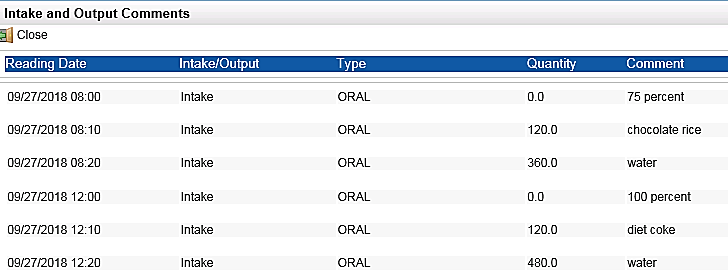 Intake and Output Comments
Close
Reading Date Intake/Output Type Quantity Comment
09/27/2018 08:00 Intake ORAL 0.0 75 percent
09/27/2018 08:10 Intake ORAL 120.0 chocolate rice
09/27/2018 08:20 Intake ORAL 360.0 water
09/27/2018 12:00 Intake ORAL 0.0 100 percent
09/27/2018 12:10 Intake ORAL 120.0 diet coke
09/27/2018 12:20 Intake ORAL 480.0 water